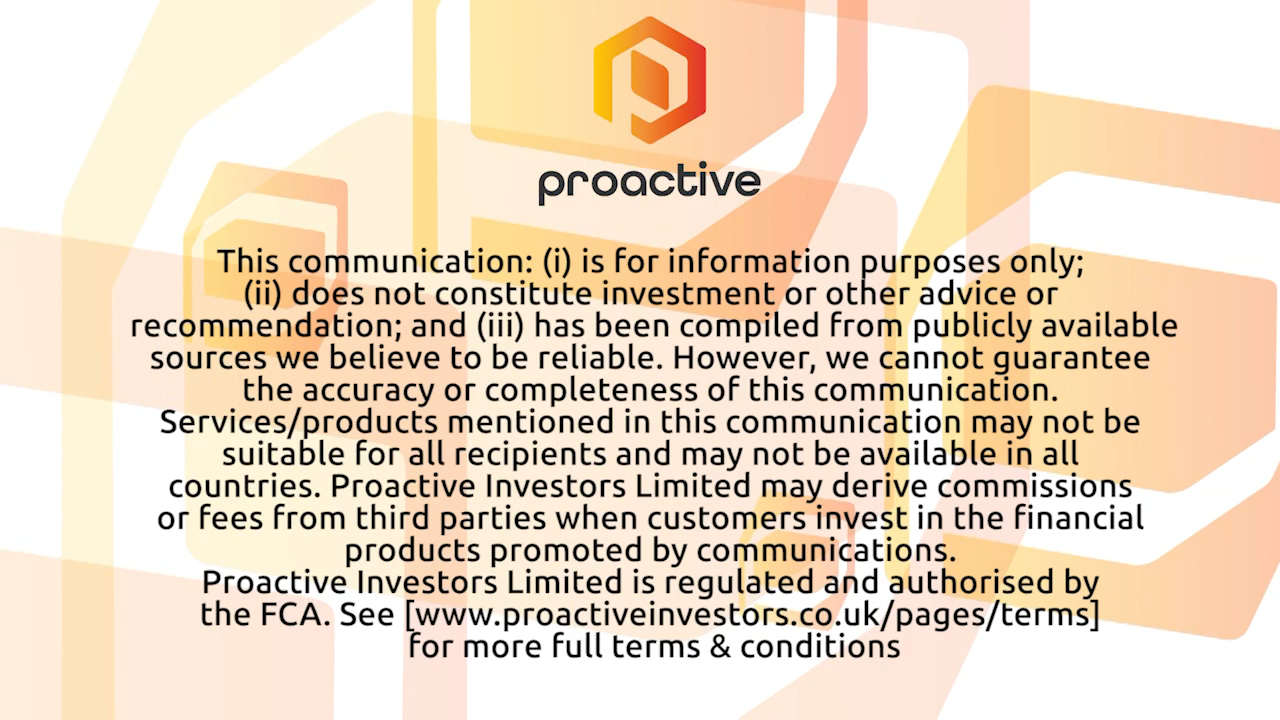 proactive
This communication: (i) is for information purposes only;
(ii) does not constitute investment or other advice or
recommendation; and (iii) has been compiled from publicly available
sources we believe to be reliable. However, we cannot guarantee
the accuracy or completeness of this communication.
Services/products mentioned in this communication may not be
suitable for all recipients and may not be available in all
countries. Proactive Investors Limited may derive commissions
or fees from third parties when customers invest in the financial
products promoted by communications.
Proactive Investors Limited is regulated and authorised by
the FCA. See [www.proactiveinvestors.co.uk/pages/terms]
for more full terms & conditions